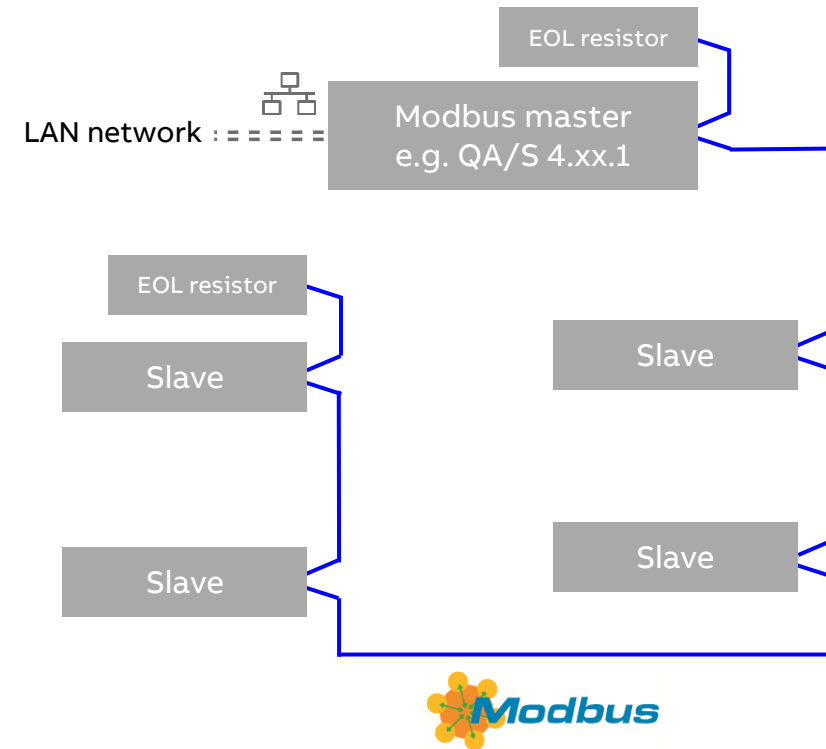 EOL resistor
LAN network
Modbus master
e.g. QA/S 4.xx.1
EOL resistor
Slave
Slave
Slave
Slave
Modbus